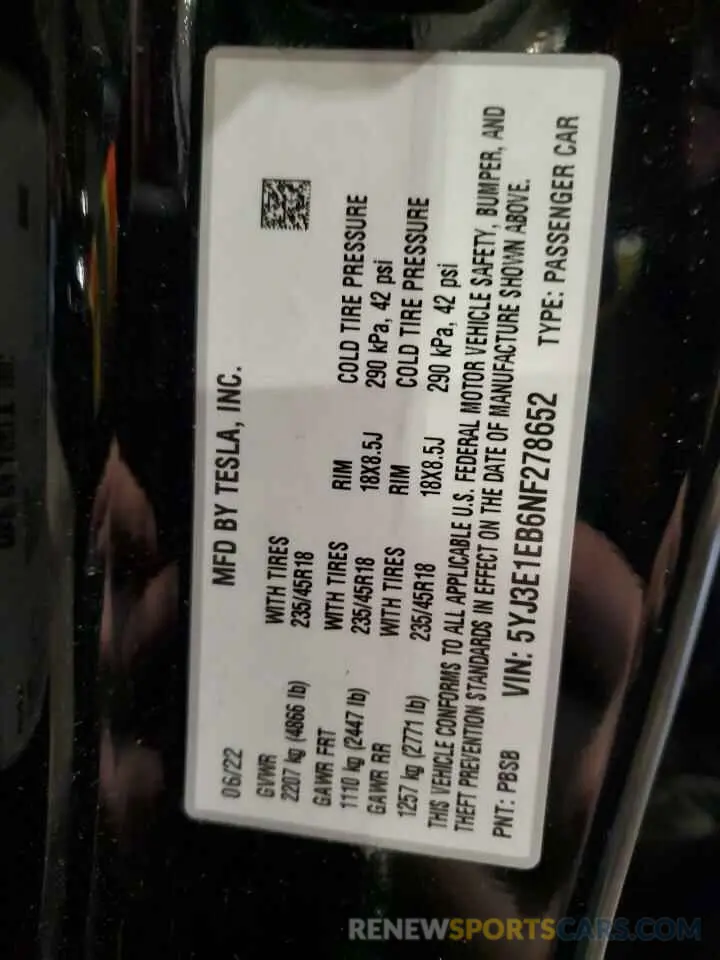 06/22 MFD BY TESLA, INC.
GVWR WITH TIRES
2207 kg (4866 lb) 235/45R18
GAWR FRT WITH TIRES RIM COLD TIRE PRESSURE
1110 kg (2447 lb) 235/45R18 18X8.5J 290 kPa, 42 psi
GAWR RR WITH TIRES RIM COLD TIRE PRESSURE
1257 kg (2771 lb) 235/45R18 18X8.5J 290 kPa, 42 psi
THIS VEHICLE CONFORMS TO ALL APPLICABLE U.S. FEDERAL MOTOR VEHICLE SAFETY, BUMPER, AND
THEFT PREVENTION STANDARDS IN EFFECT ON THE DATE OF MANUFACTURE SHOWN ABOVE.
PNT: PBSB VIN: 5YJ3E1EB6NF278652 TYPE: PASSENGER CAR
RENEWSPORTSCARS.COM